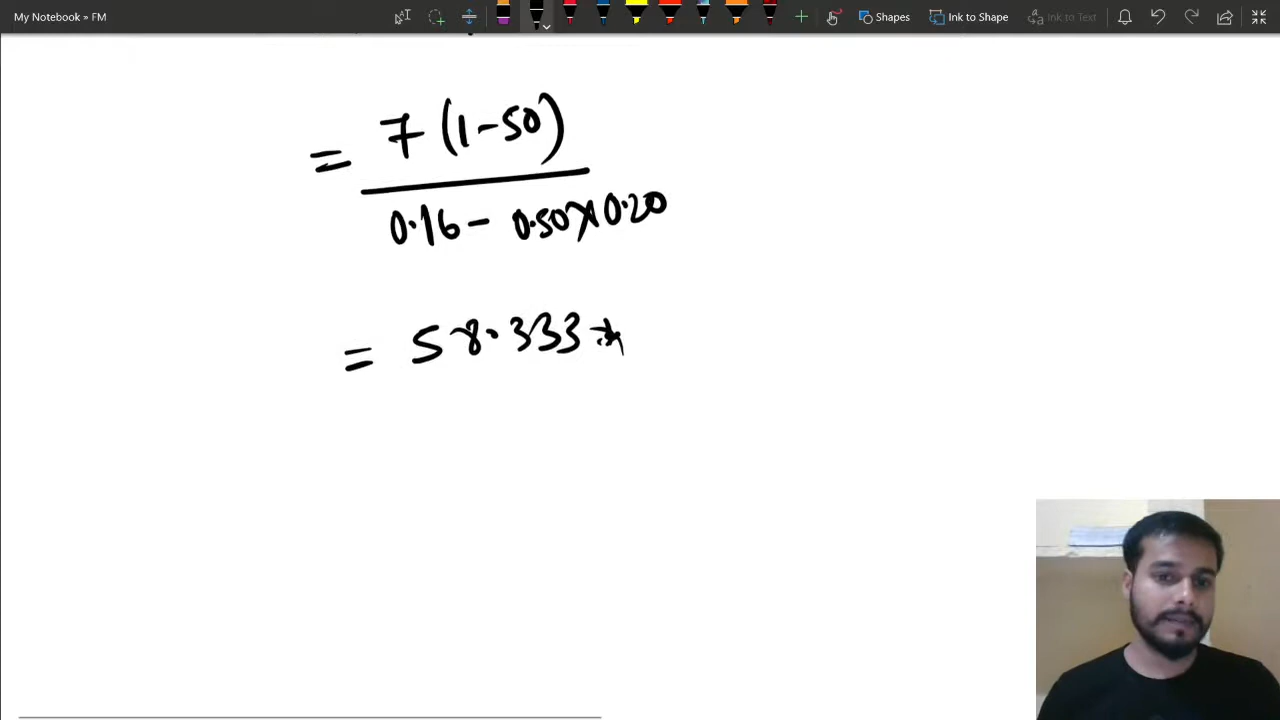 My Notebook » FM
Shapes
Ink to Shape
Ink to Text
= 7 (1-50)
0.16 - 0.50 X 0.20
= 58.333